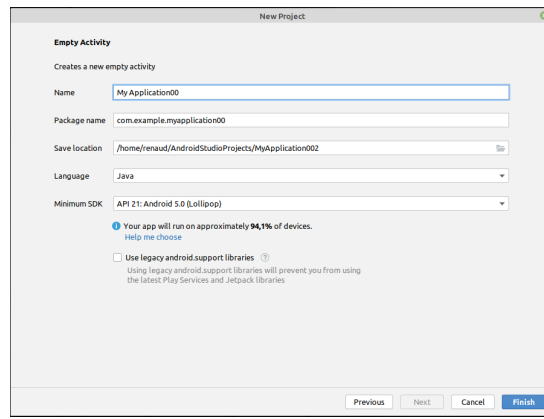 New Project
Empty Activity
Creates a new empty activity
Name My Application00
Package name com.example.myapplication00
Save location /home/renaud/AndroidStudioProjects/MyApplication002
Language Java
Minimum SDK API 21: Android 5.0 (Lollipop)
Your app will run on approximately 94,1% of devices.
Help me choose
Use legacy android.support libraries ?
Using legacy android.support libraries will prevent you from using
the latest Play Services and Jetpack libraries
Previous Next Cancel Finish